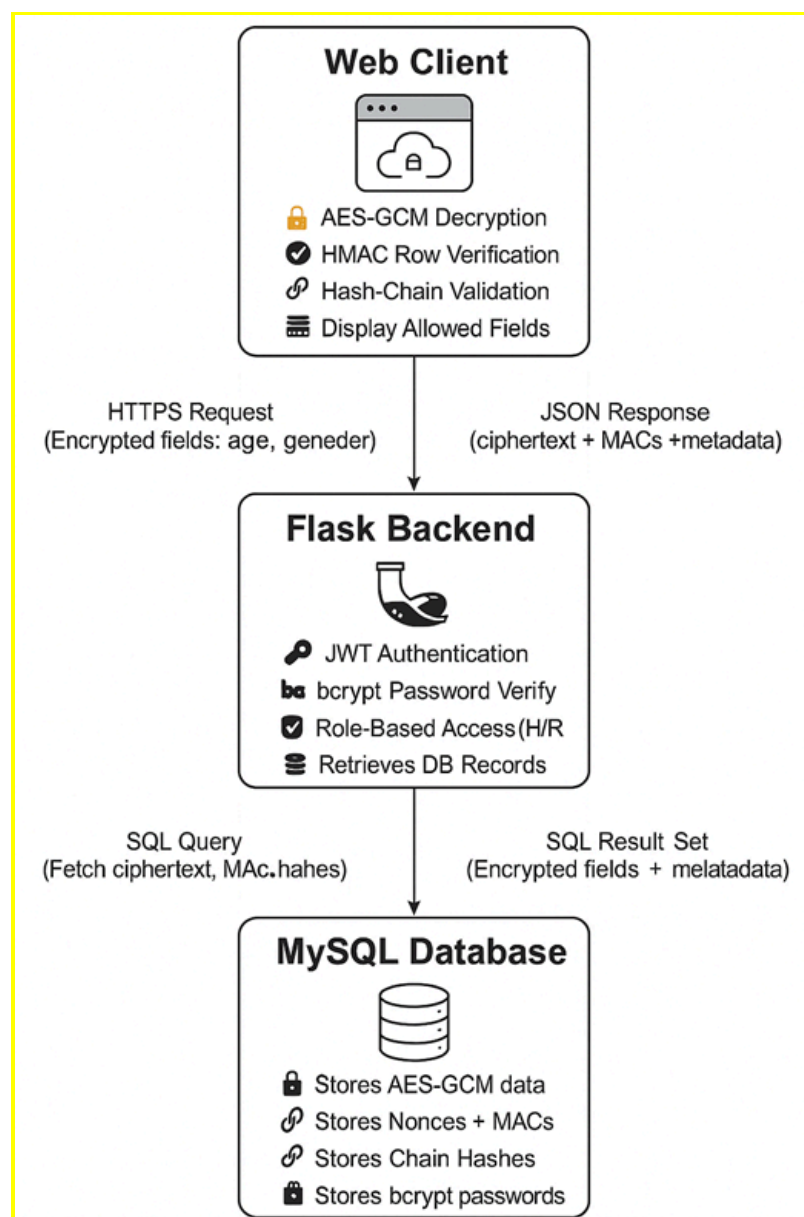 Web Client
AES-GCM Decryption
HMAC Row Verification
Hash-Chain Validation
Display Allowed Fields
HTTPS Request
(Encrypted fields: age, geneder)
JSON Response
(ciphertext + MACs +metadata)
Flask Backend
JWT Authentication
ba bcrypt Password Verify
Role-Based Access (H/R
Retrieves DB Records
SQL Query
(Fetch ciphertext, MAc.hahes)
SQL Result Set
(Encrypted fields + melatadata)
MySQL Database
Stores AES-GCM data
Stores Nonces + MACs
Stores Chain Hashes
Stores bcrypt passwords